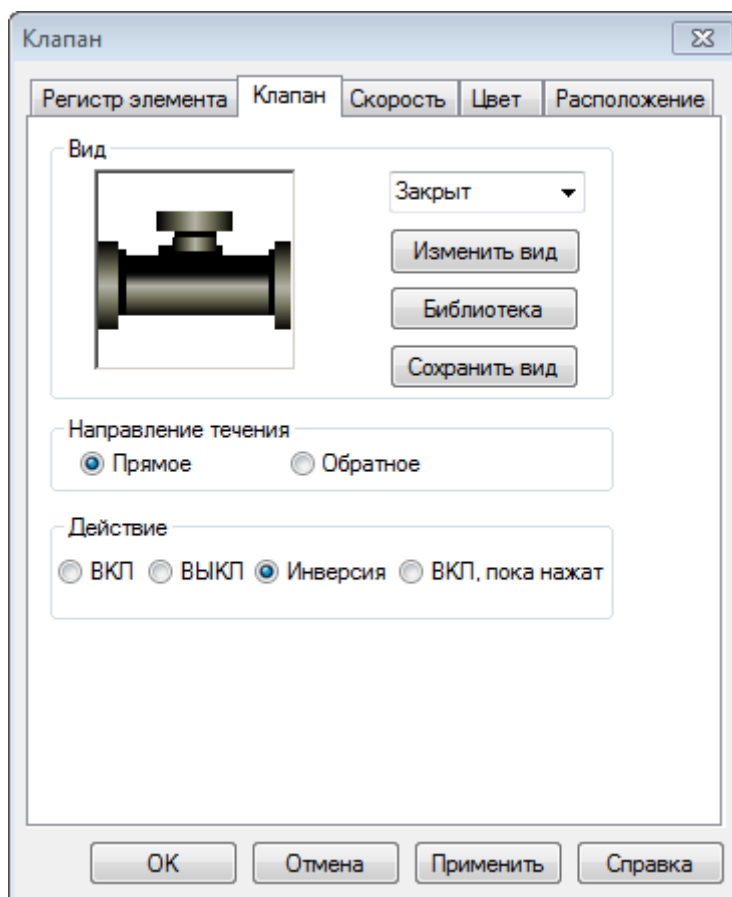 Клапан
Регистр элемента Клапан Скорость Цвет Расположение
Вид
Закрыт
Изменить вид
Библиотека
Сохранить вид
Направление течения
Прямое Обратное
Действие
ВКЛ ВЫКЛ Инверсия ВКЛ, пока нажат
ОК Отмена Применить Справка